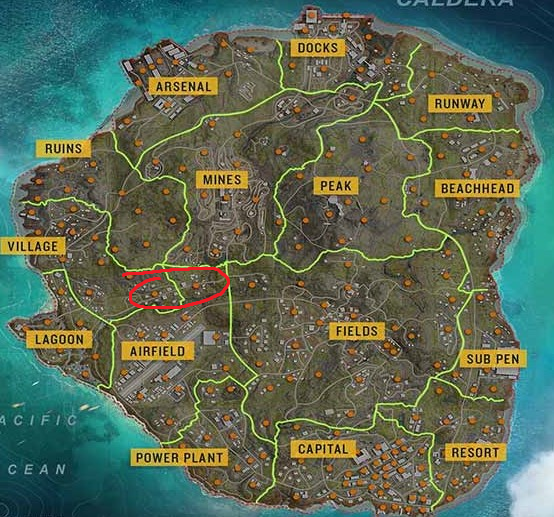 CALDERA
DOCKS
ARSENAL
RUNWAY
RUINS
MINES
PEAK
BEACHHEAD
VILLAGE
LAGOON
AIRFIELD
FIELDS
SUB PEN
ACIFIC
CEAN
POWER PLANT
CAPITAL
RESORT